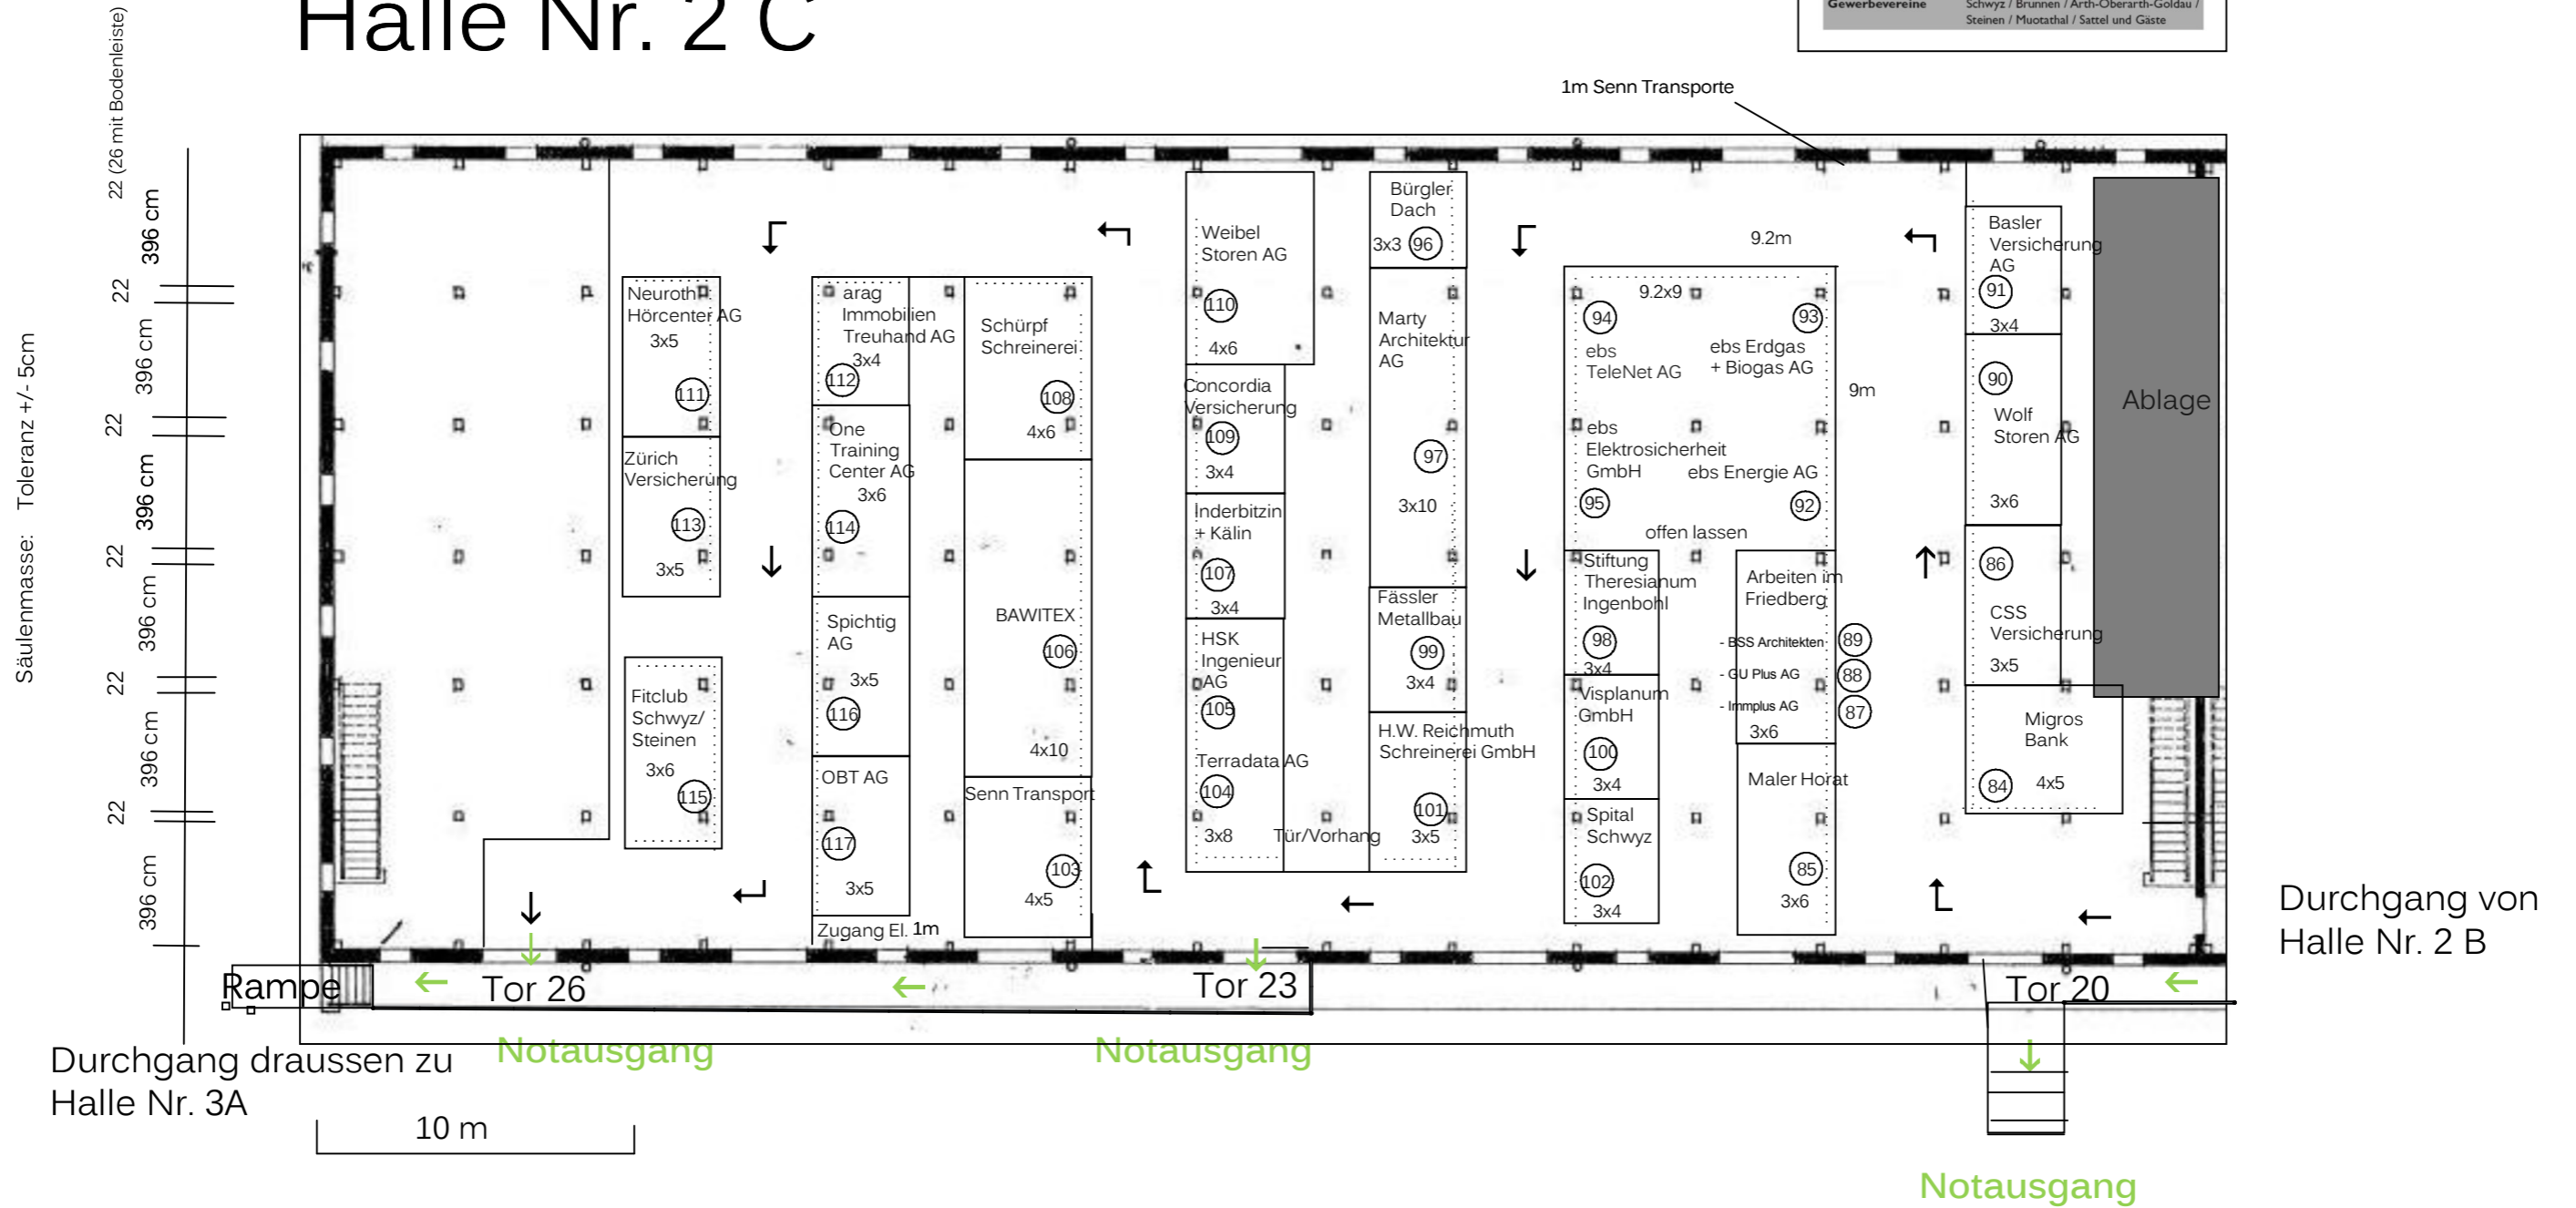 Halle Nr. 2 C
Gewerbevereine
Schwyz / Brunnen / Arth-Oberarth-Goldau /
Steinen / Muotathal / Sattel und Gäste
1m Senn Transporte
22 (26 mit Bodenleiste)
396 cm
22
396 cm
22
396 cm
22
396 cm
22
396 cm
22
396 cm
Säulenmasse: Toleranz +/- 5cm
Neuroth
Hörcenter AG
3x5
111
Zürich
Versicherung
113
3x5
Fitclub
Schwyz/
Steinen
3x6
115
arag
Immobilien
Treuhand AG
3x4
112
One
Training
Center AG
3x6
114
Spichtig
AG
3x5
116
OBT AG
117
3x5
Zugang El. 1m
Schürpf
Schreinerei
108
4x6
BAWITEX
106
4x10
Senn Transport
103
4x5
Weibel
Storen AG
110
4x6
Concordia
Versicherung
109
3x4
Inderbitzin
+ Kälin
107
3x4
HSK
Ingenieur
AG
105
Terradata AG
104
3x8
Tür/Vorhang
Bürgler
Dach
3x3 96
Marty
Architektur
AG
97
3x10
Fässler
Metallbau
99
3x4
H.W. Reichmuth
Schreinerei GmbH
101
3x5
9.2m
9.2x9
94
93
ebs
TeleNet AG
ebs Erdgas
+ Biogas AG
9m
ebs
Elektrosicherheit
GmbH
ebs Energie AG
95
92
offen lassen
Stiftung
Theresianum
Ingenbohl
98
3x4
Visplanum
GmbH
100
3x4
Spital
Schwyz
102
3x4
Arbeiten im
Friedberg
- BSS Architekten 89
- GU Plus AG 88
- Immplus AG 87
3x6
Maler Horat
85
3x6
Basler
Versicherung
AG
91
3x4
90
Wolf
Storen AG
3x6
86
CSS
Versicherung
3x5
Migros
Bank
84 4x5
Ablage
Durchgang von
Halle Nr. 2 B
Rampe
Tor 26
Tor 23
Tor 20
Notausgang
Notausgang
Notausgang
Durchgang draussen zu
Halle Nr. 3A
10 m